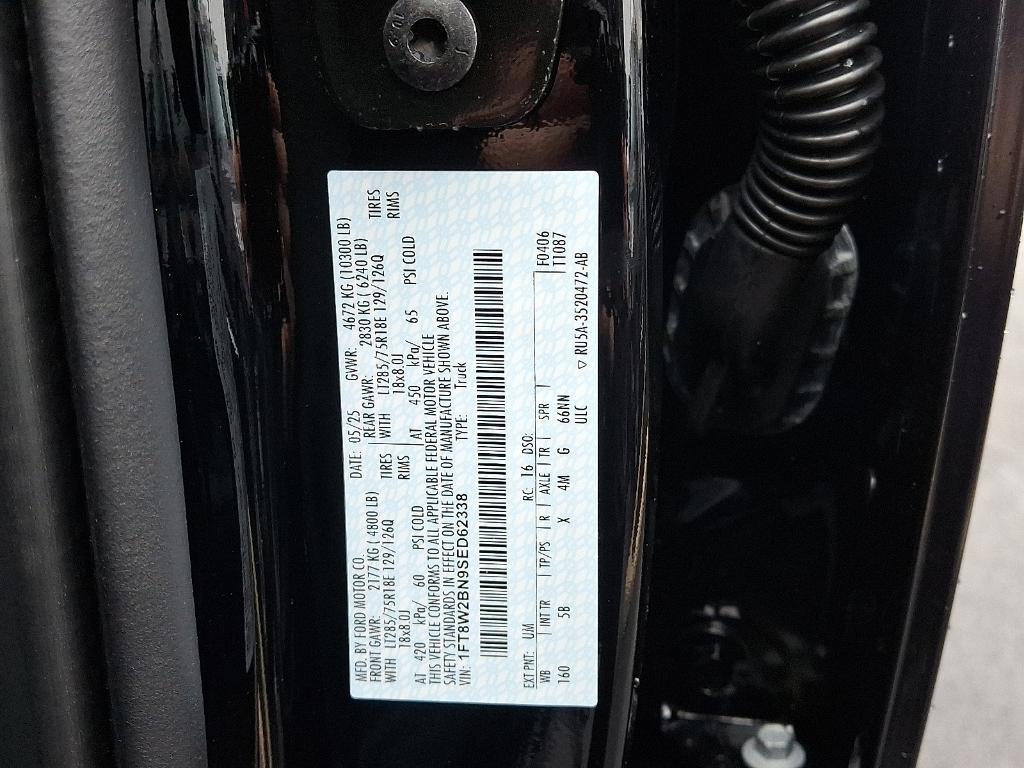 MFD. BY FORD MOTOR CO. DATE: 05/25 GVWR: 4672 KG (10300 LB)
FRONT GAWR: 2177 KG ( 4800 LB) REAR GAWR: 2830 KG ( 6240 LB)
WITH LT285/75R18E 129/126Q TIRES WITH LT285/75R18E 129/126Q TIRES
18x8.0J RIMS 18x8.0J RIMS
AT 420 kPa/ 60 PSI COLD AT 450 kPa/ 65 PSI COLD
THIS VEHICLE CONFORMS TO ALL APPLICABLE FEDERAL MOTOR VEHICLE
SAFETY STANDARDS IN EFFECT ON THE DATE OF MANUFACTURE SHOWN ABOVE.
VIN: 1FT8W2BN9SED62338 TYPE: Truck
EXT PNT: UM RC: 16 DSO: F0406
WB INT TR TP/PS R AXLE TR SPR T1087
160 5B X 4M G 66NN
ULC ▽ RU5A-3520472-AB
10.9